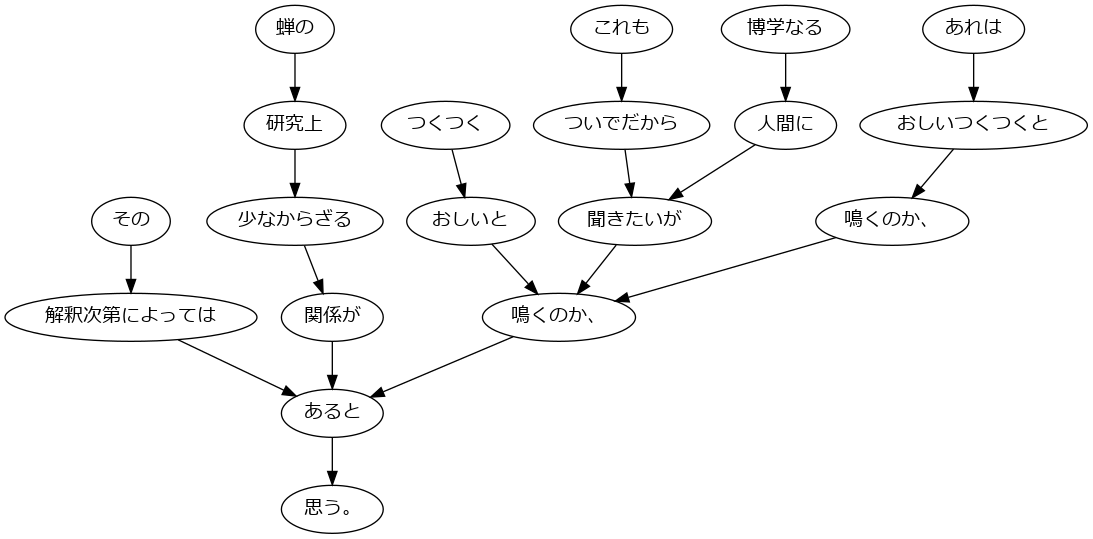 蝉の
これも
博学なる
あれは
研究上
つくつく
ついでだから
人間に
おしいつくつくと
その
少なからざる
おしいと
聞きたいが
鳴くのか、
解釈次第によっては
関係が
鳴くのか、
あると
思う。